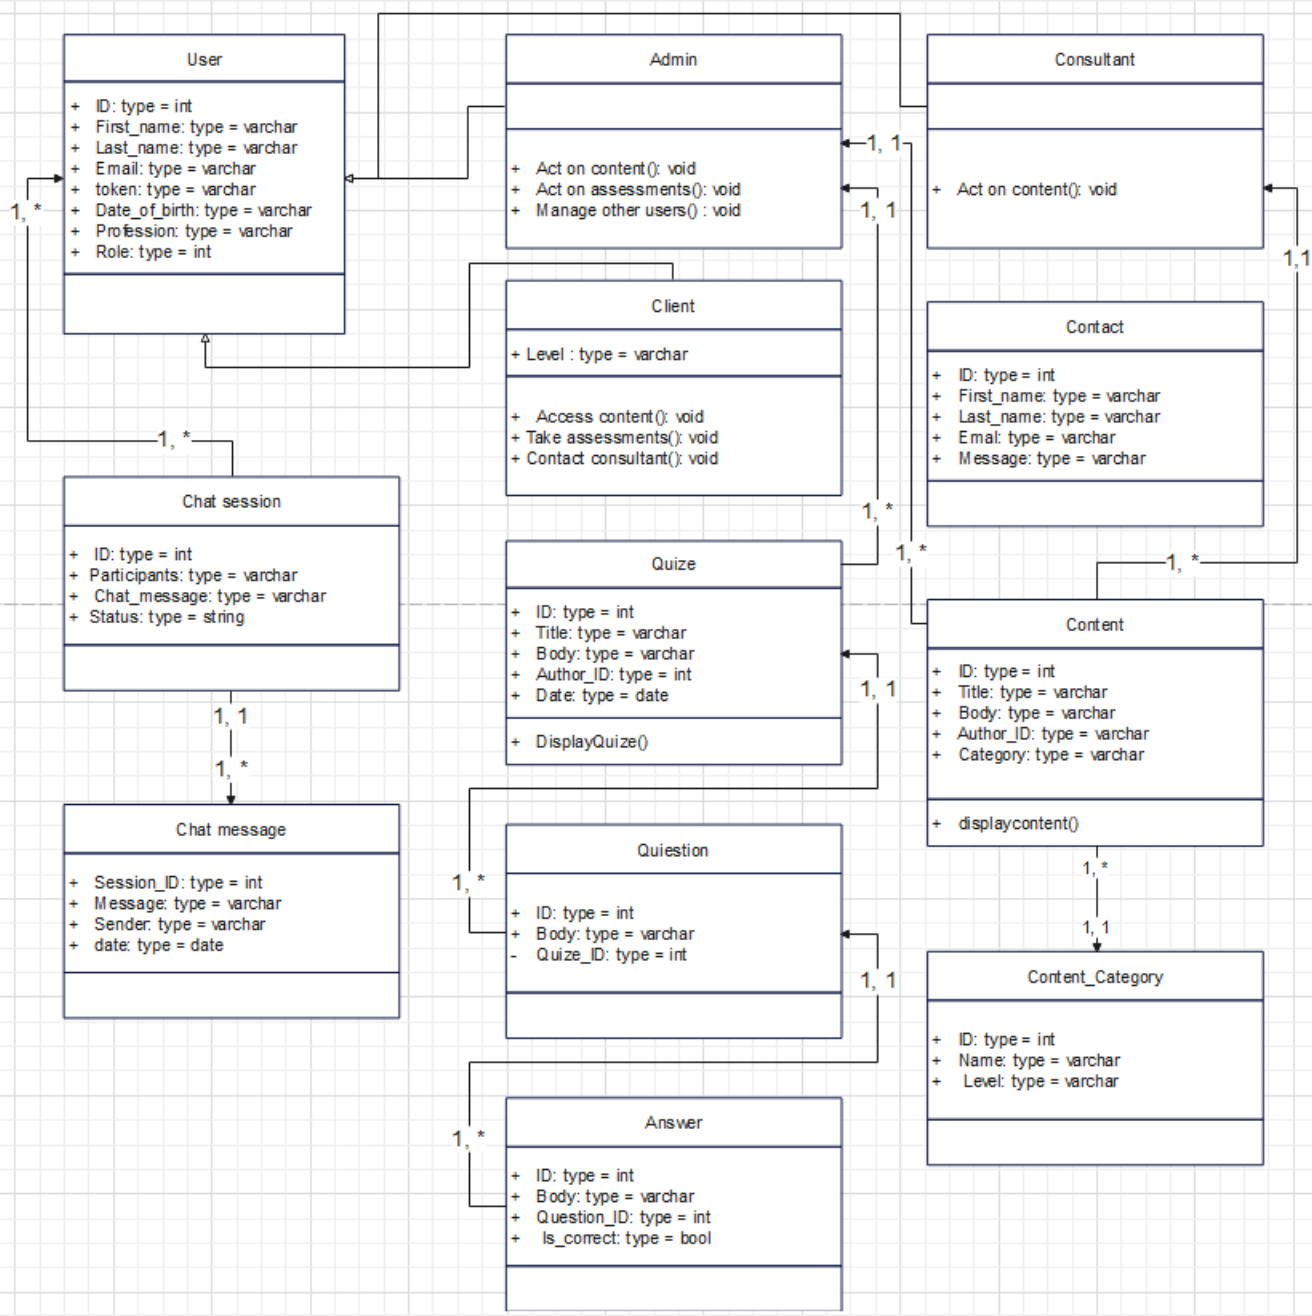 User
+ ID: type = int
+ First_name: type = varchar
+ Last_name: type = varchar
+ Email: type = varchar
+ token: type = varchar
+ Date_of_birth: type = varchar
+ Profession: type = varchar
+ Role: type = int
1, *
1, *
Chat session
+ ID: type = int
+ Participants: type = varchar
+ Chat_message: type = varchar
+ Status: type = string
1, 1
1, *
Chat message
+ Session_ID: type = int
+ Message: type = varchar
+ Sender: type = varchar
+ date: type = date
Admin
+ Act on content(): void
+ Act on assessments(): void
+ Manage other users() : void
1, 1
1, 1
Client
+ Level : type = varchar
+ Access content(): void
+ Take assessments(): void
+ Contact consultant(): void
1, *
1, *
Quize
+ ID: type = int
+ Title: type = varchar
+ Body: type = varchar
+ Author_ID: type = int
+ Date: type = date
+ DisplayQuize()
1, 1
1, *
Quiestion
+ ID: type = int
+ Body: type = varchar
- Quize_ID: type = int
1, 1
1, *
Answer
+ ID: type = int
+ Body: type = varchar
+ Question_ID: type = int
+ Is_correct: type = bool
Consultant
+ Act on content(): void
1,1
Contact
+ ID: type = int
+ First_name: type = varchar
+ Last_name: type = varchar
+ Emal: type = varchar
+ Message: type = varchar
1, *
Content
+ ID: type = int
+ Title: type = varchar
+ Body: type = varchar
+ Author_ID: type = varchar
+ Category: type = varchar
+ displaycontent()
1, *
1, 1
Content_Category
+ ID: type = int
+ Name: type = varchar
+ Level: type = varchar